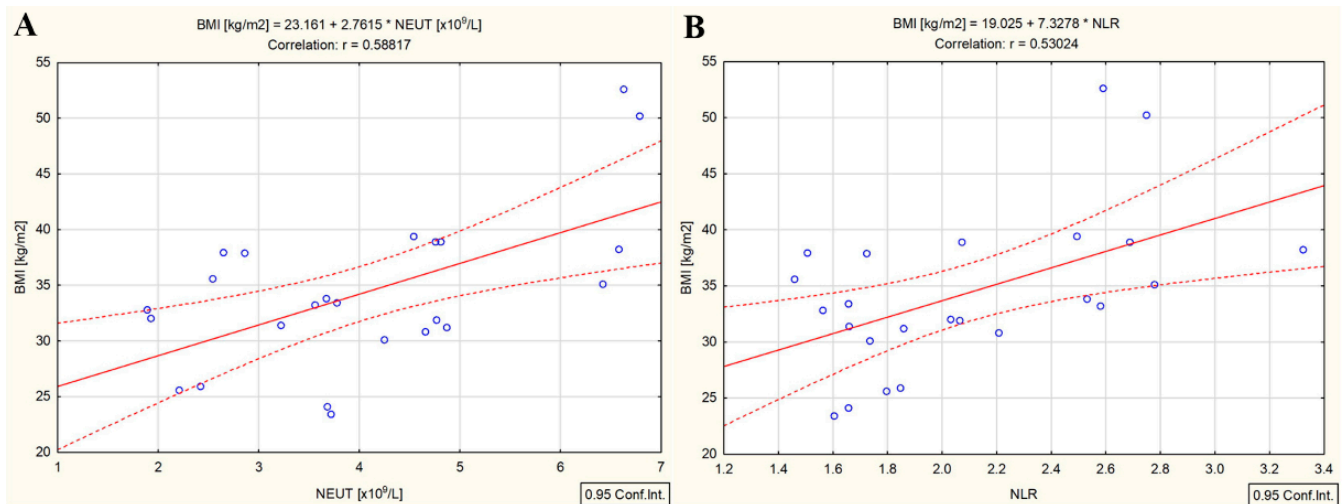 A
BMI [kg/m2] = 23.161 + 2.7615 * NEUT [x10⁹/L]
Correlation: r = 0.58817
55
50
45
40
35
30
25
20
BMI [kg/m2]
1 2 3 4 5 6 7
NEUT [x10⁹/L]
0.95 Conf.Int.
B
BMI [kg/m2] = 19.025 + 7.3278 * NLR
Correlation: r = 0.53024
55
50
45
40
35
30
25
20
BMI [kg/m2]
1.2 1.4 1.6 1.8 2.0 2.2 2.4 2.6 2.8 3.0 3.2 3.4
NLR
0.95 Conf.Int.